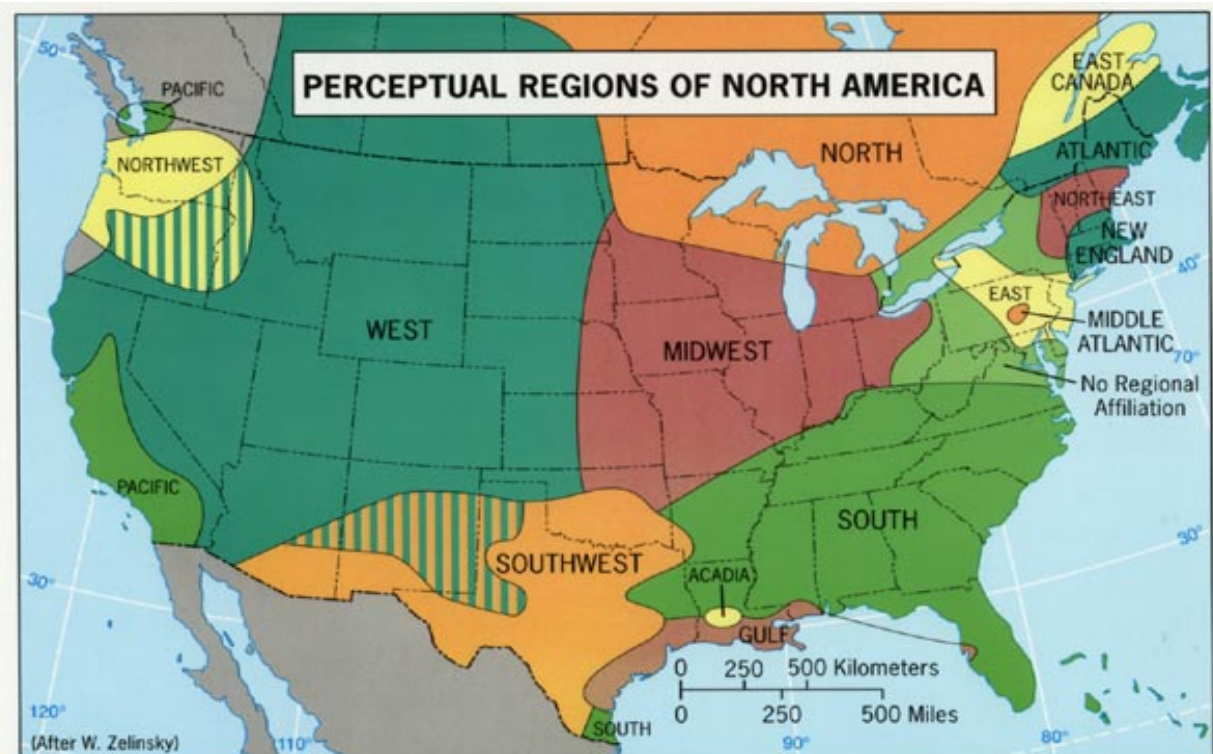 PERCEPTUAL REGIONS OF NORTH AMERICA
50°
PACIFIC
EAST
CANADA
NORTHWEST
NORTH
ATLANTIC
NORTHEAST
NEW
ENGLAND
40°
EAST
WEST
MIDWEST
MIDDLE
ATLANTIC
70°
No Regional
Affiliation
PACIFIC
SOUTH
30°
SOUTHWEST
ACADIA
30°
GULF
0 250 500 Kilometers
0 250 500 Miles
SOUTH
120°
(After W. Zelinsky)
110°
90°
80°